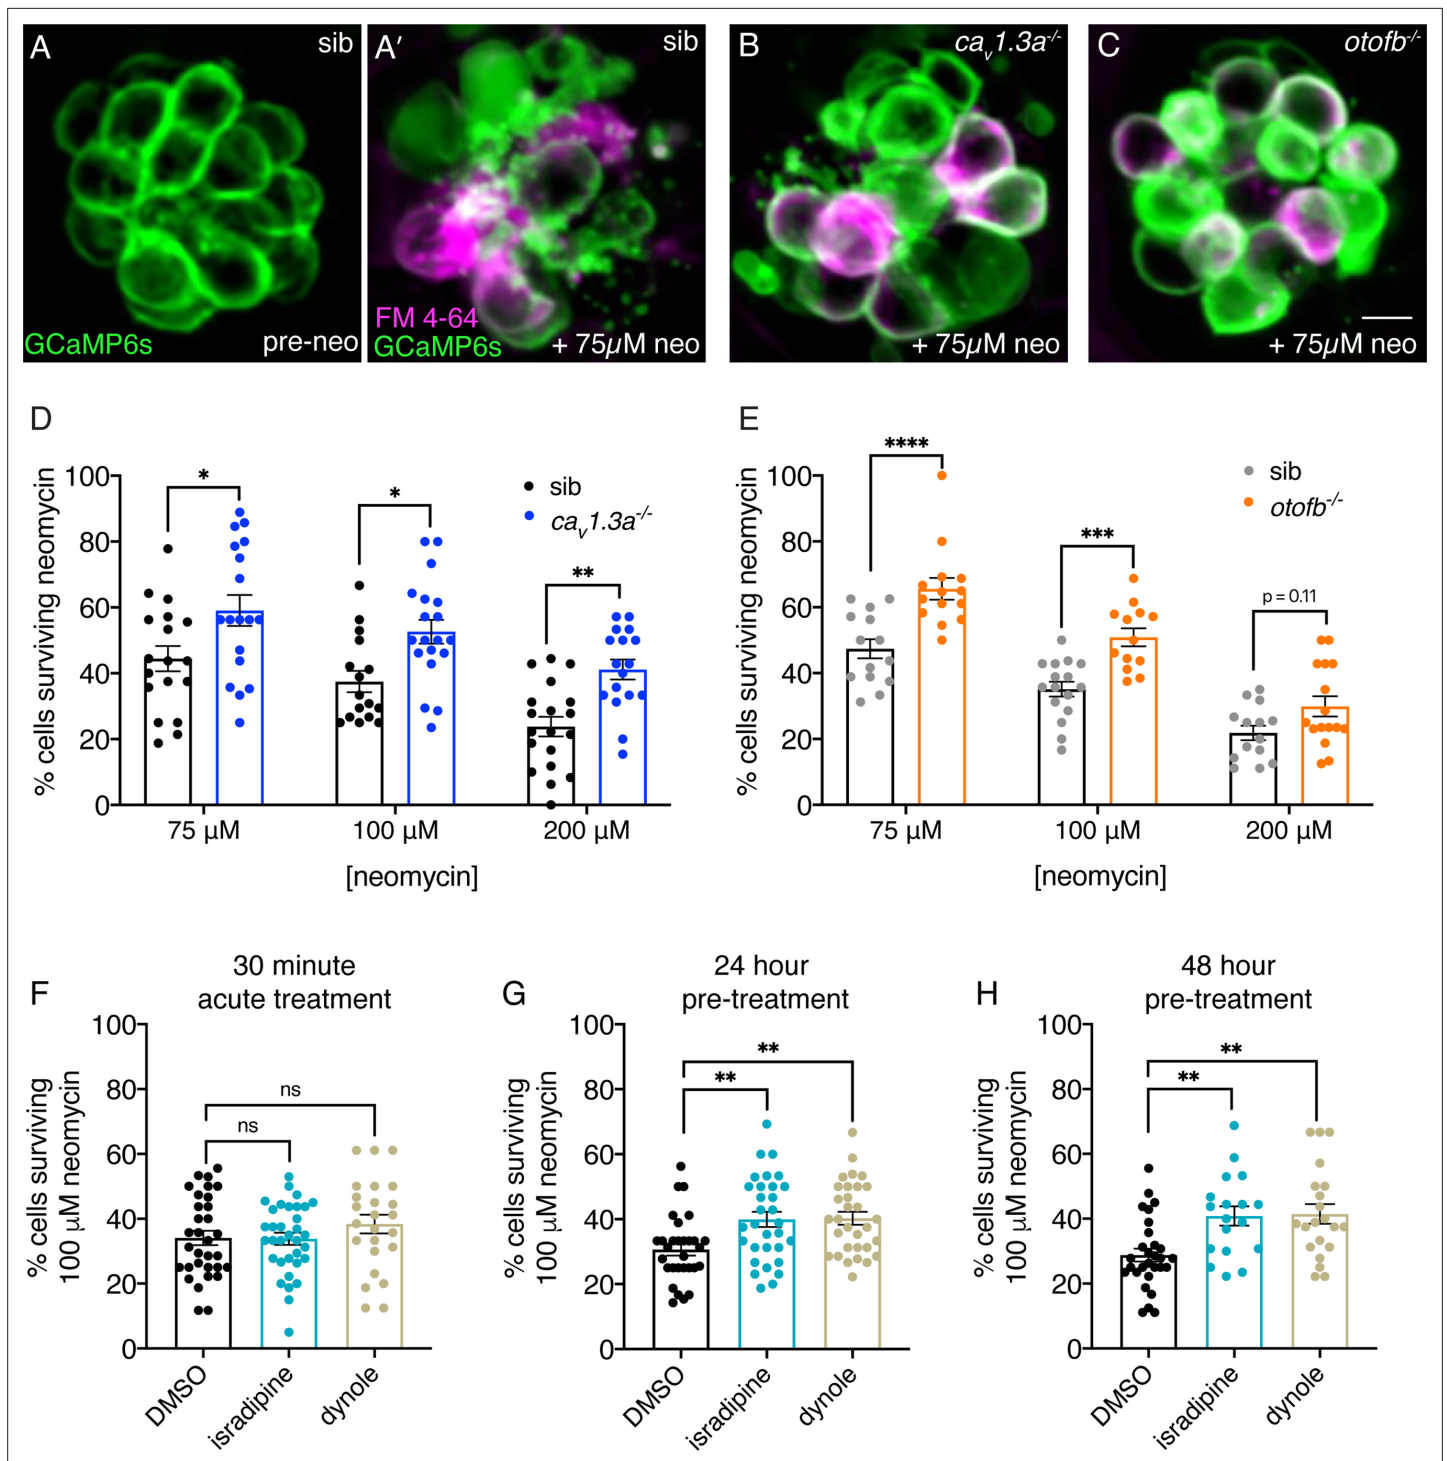 A sib
GCaMP6s pre-neo
A′ sib
FM 4-64
GCaMP6s + 75µM neo
B cav1.3a-/-
+ 75µM neo
C otofb-/-
+ 75µM neo
D
% cells surviving neomycin
100
80
60
40
20
0
* * **
sib
cav1.3a-/-
75 µM 100 µM 200 µM
[neomycin]
E
% cells surviving neomycin
100
80
60
40
20
0
**** *** p = 0.11
sib
otofb-/-
75 µM 100 µM 200 µM
[neomycin]
F
30 minute
acute treatment
% cells surviving
100 µM neomycin
100
80
60
40
20
0
ns
ns
DMSO isradipine dynole
G
24 hour
pre-treatment
% cells surviving
100 µM neomycin
100
80
60
40
20
0
**
**
DMSO isradipine dynole
H
48 hour
pre-treatment
% cells surviving
100 µM neomycin
100
80
60
40
20
0
**
**
DMSO isradipine dynole